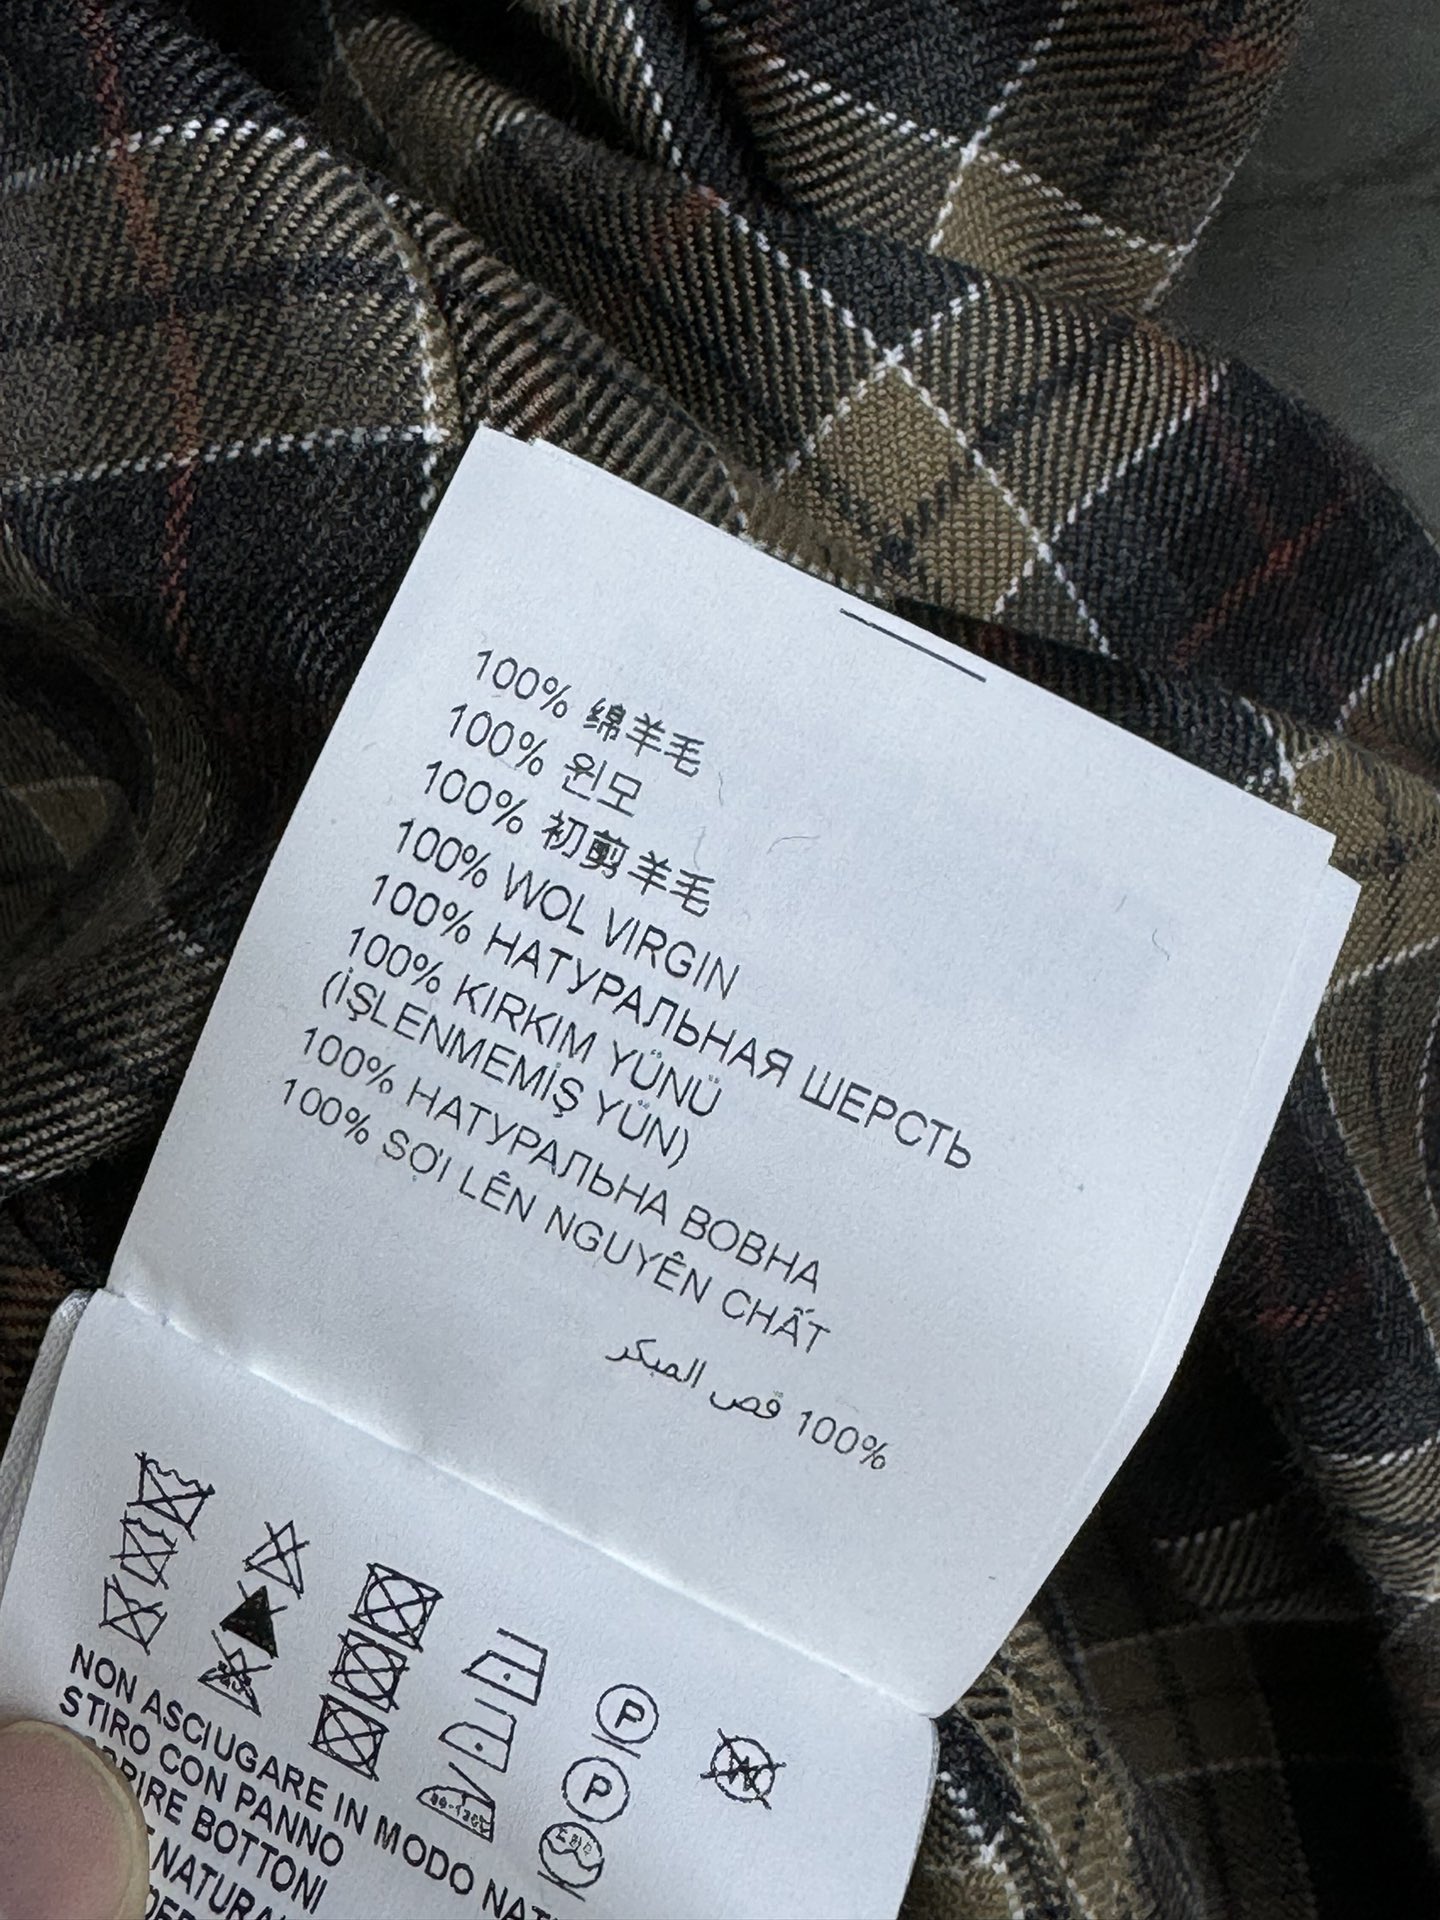 100% 绵羊毛
100% 윈모
100% 初剪羊毛
100% WOL VIRGIN
100% НАТУРАЛЬНАЯ ШЕРСТЬ
100% KIRKIM YÜNÜ
(İŞLENMEMİŞ YÜN)
100% НАТУРАЛЬНА ВОВНА
100% SỢI LÊN NGUYÊN CHẤT
100% قص المبكر
P
P
W
NON ASCIUGARE IN MODO
STIRO CON PANNO
BOTTONI